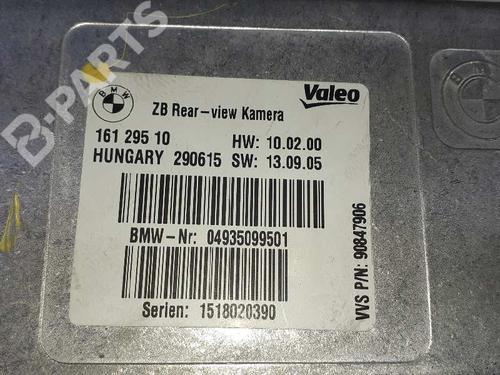 B-PARTS
BMW
ZB Rear-view Kamera
Valeo
161 295 10
HW: 10.02.00
HUNGARY 290615
SW: 13.09.05
BMW-Nr: 04935099501
Serien: 1518020390
VVS P/N: 90847906